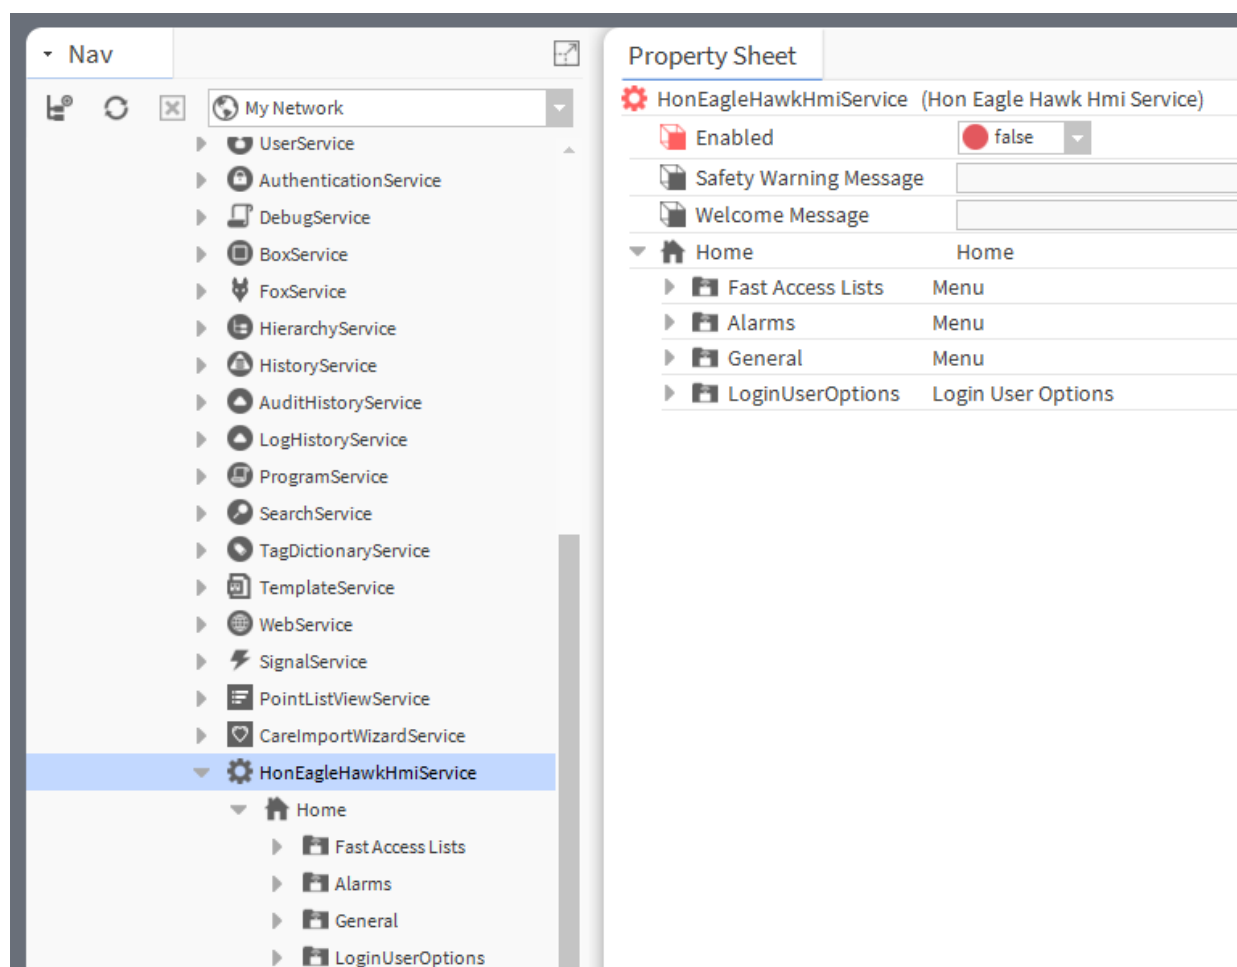 Nav
My Network
UserService
AuthenticationService
DebugService
BoxService
FoxService
HierarchyService
HistoryService
AuditHistoryService
LogHistoryService
ProgramService
SearchService
TagDictionaryService
TemplateService
WebService
SignalService
PointListViewService
CareImportWizardService
HonEagleHawkHmiService
Home
Fast Access Lists
Alarms
General
LoginUserOptions
Property Sheet
HonEagleHawkHmiService (Hon Eagle Hawk Hmi Service)
Enabled false
Safety Warning Message
Welcome Message
Home Home
Fast Access Lists Menu
Alarms Menu
General Menu
LoginUserOptions Login User Options